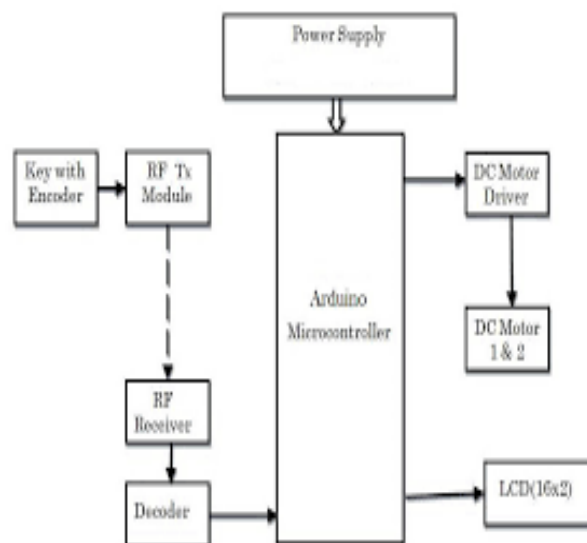 Power Supply
Key with
Encoder
RF Tx
Module
DC Motor
Driver
Arduino
Microcontroller
DC Motor
1 & 2
RF
Receiver
Decoder
LCD(16x2)